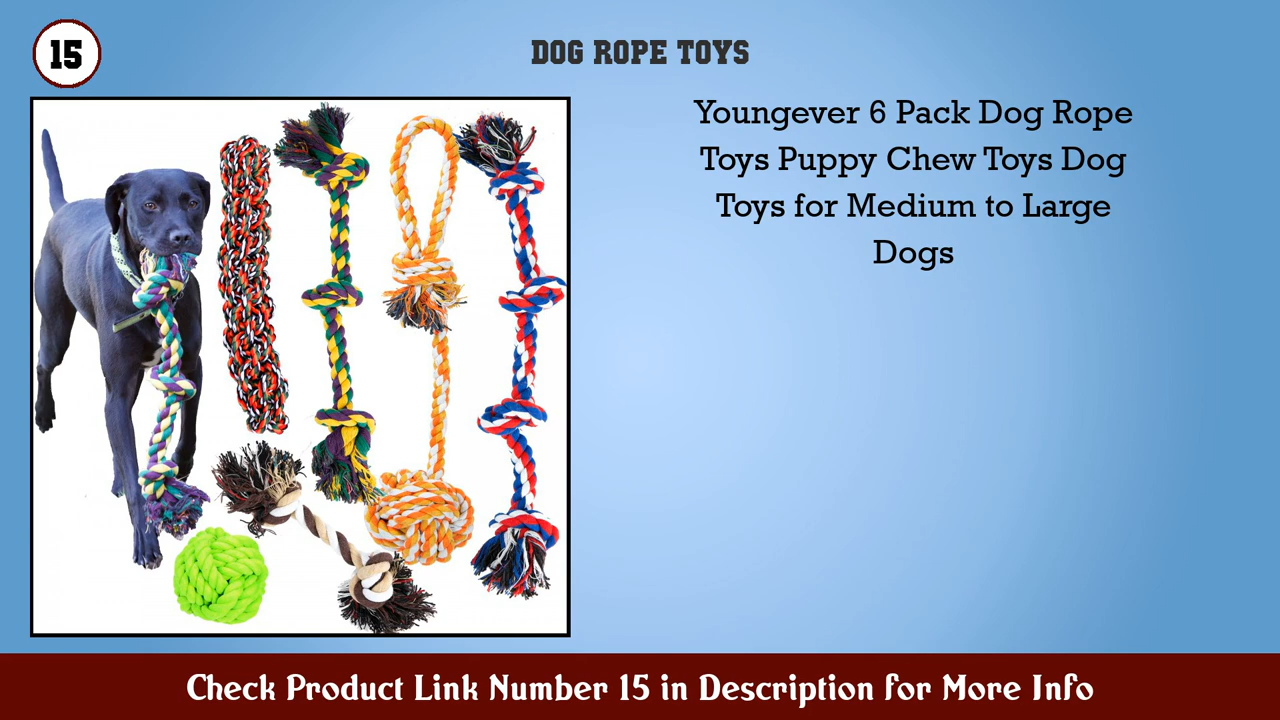 15
DOG ROPE TOYS
Youngever 6 Pack Dog Rope
Toys Puppy Chew Toys Dog
Toys for Medium to Large
Dogs
Check Product Link Number 15 in Description for More Info